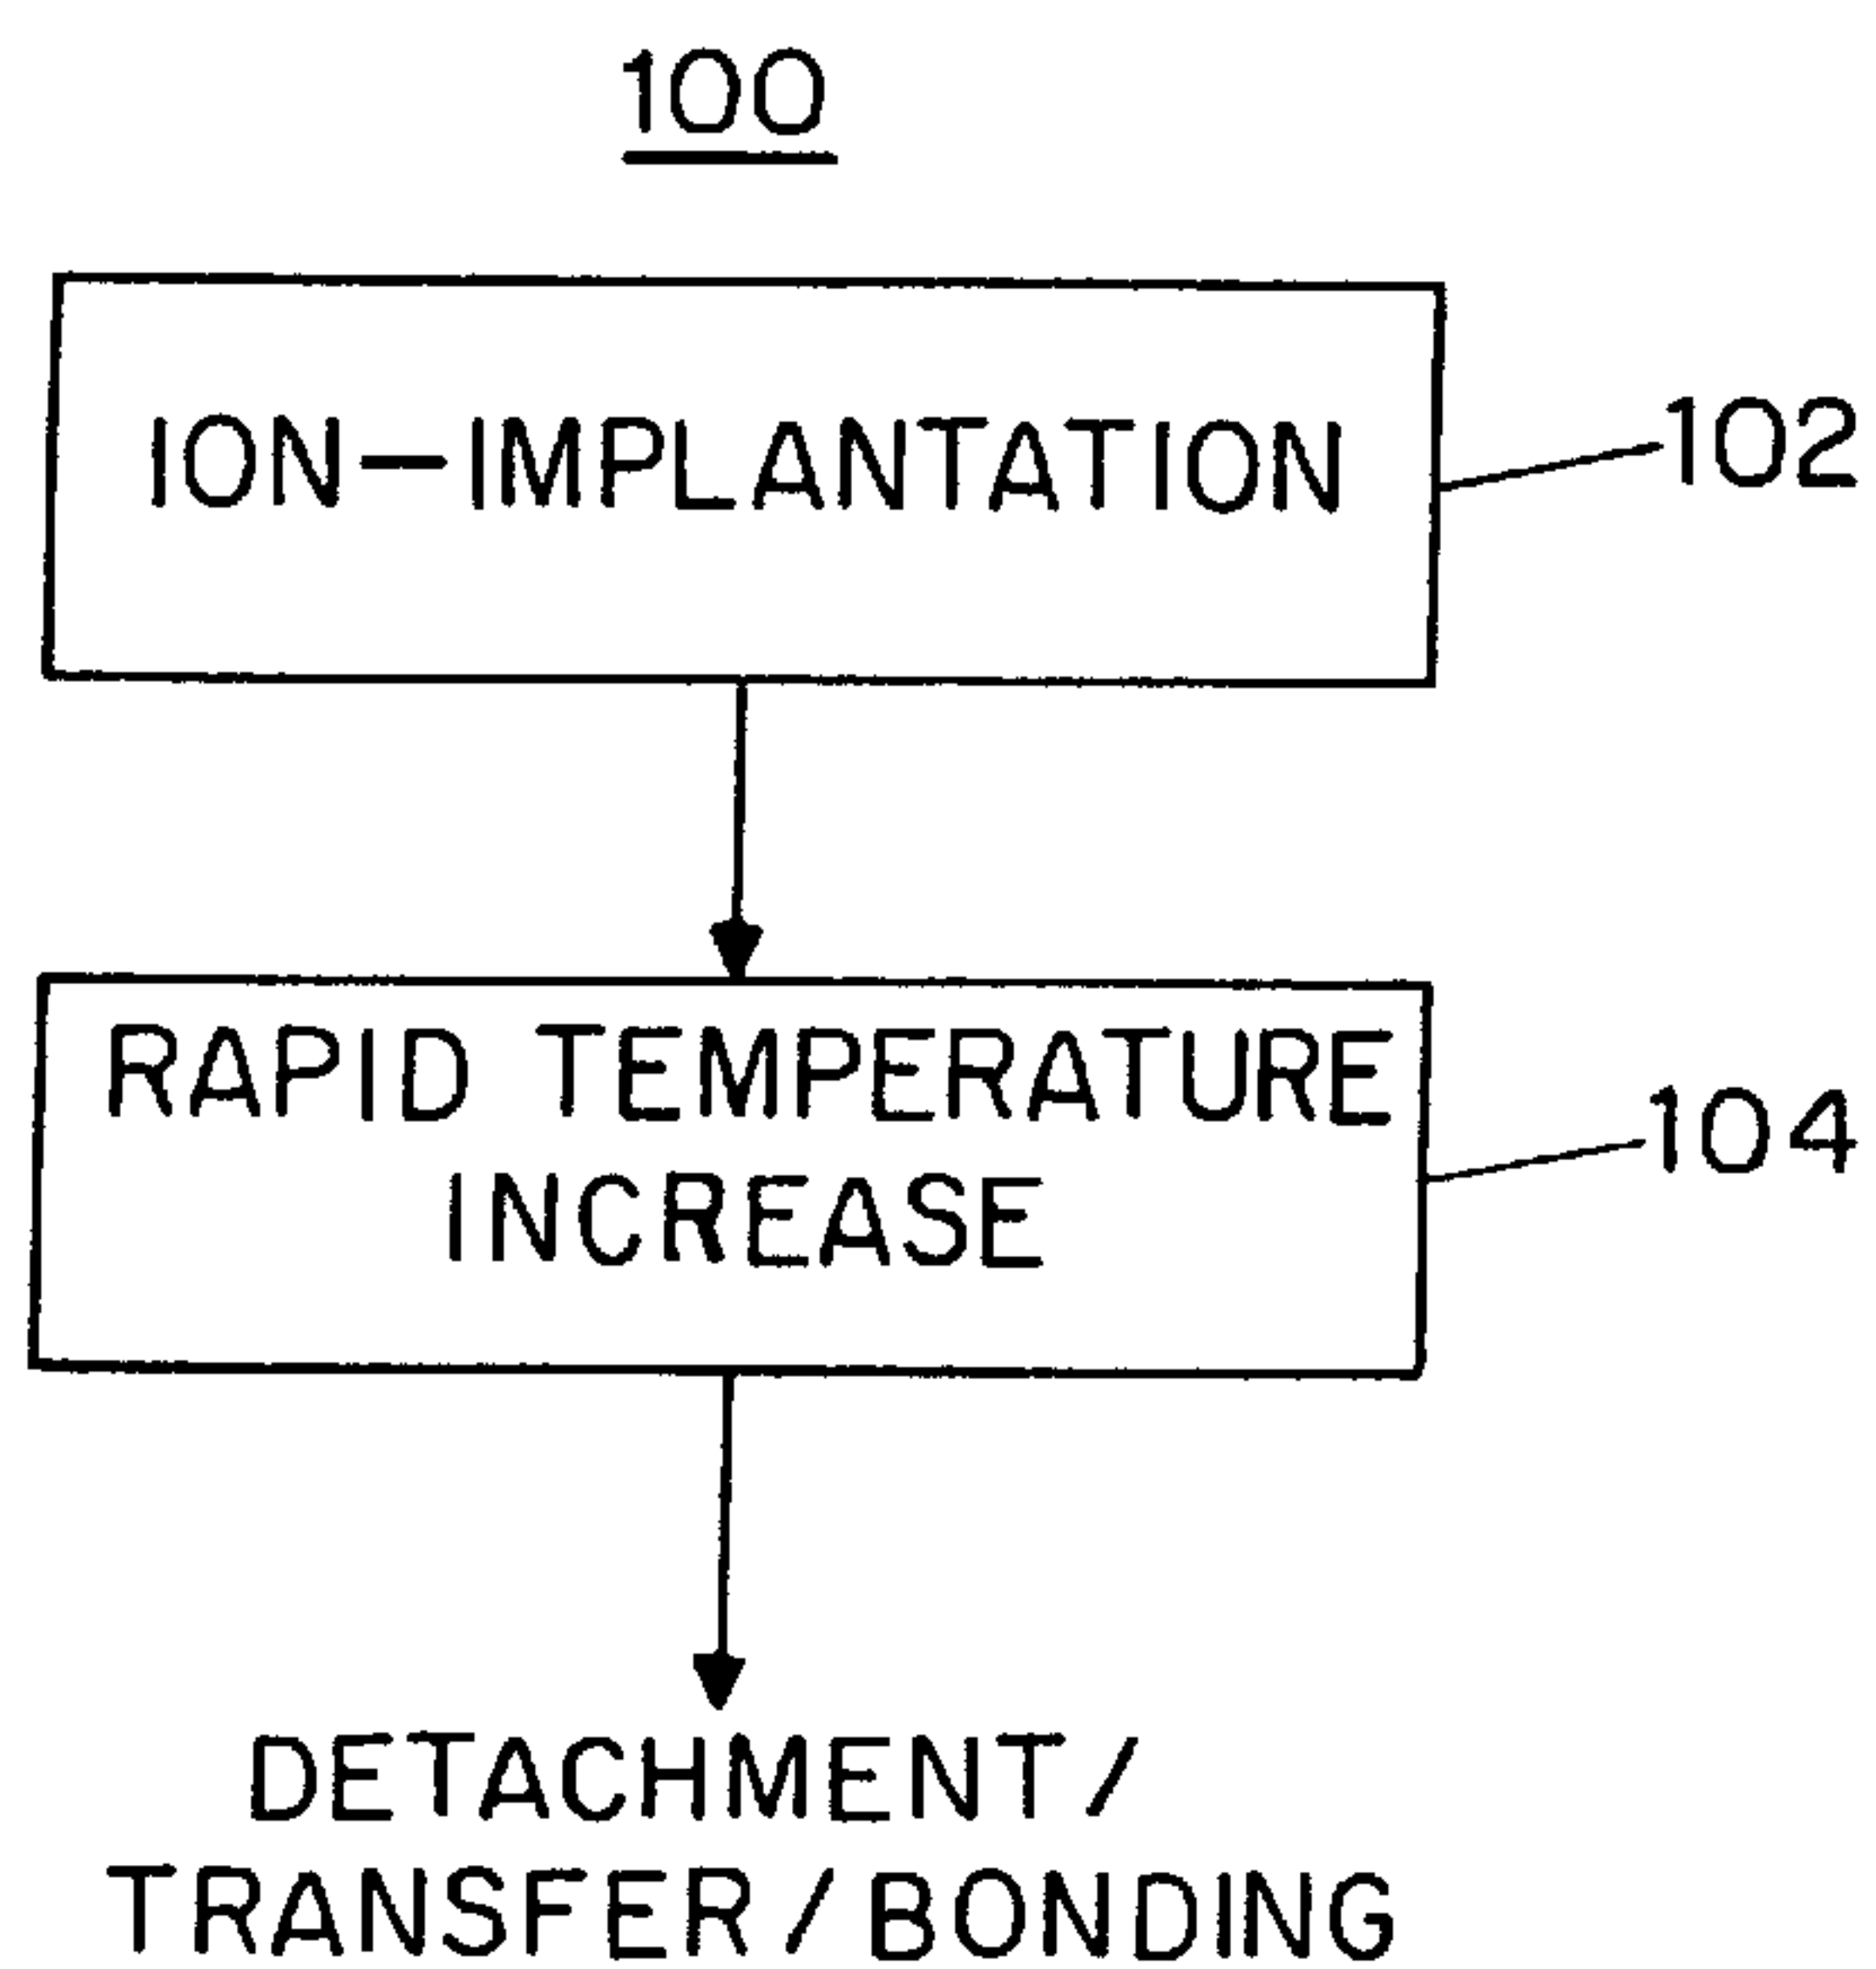 100
ION-IMPLANTATION
102
RAPID TEMPERATURE
INCREASE
104
DETACHMENT/
TRANSFER/BONDING